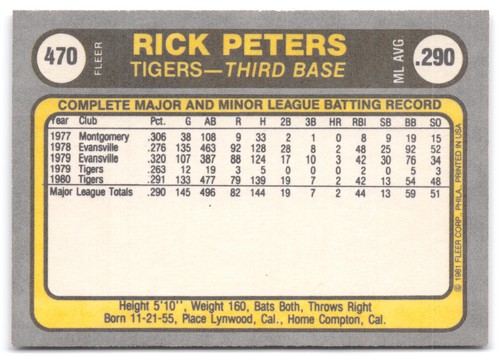 470
FLEER
RICK PETERS
TIGERS—THIRD BASE
ML AVG
.290
COMPLETE MAJOR AND MINOR LEAGUE BATTING RECORD
Year Club Pct. G AB R H 2B 3B HR RBI SB BB SO
1977 Montgomery .306 38 108 9 33 2 1 0 8 9 19 15
1978 Evansville .276 135 463 92 128 28 8 2 48 25 92 52
1979 Evansville .320 107 387 88 124 17 10 3 42 30 76 34
1979 Tigers .263 12 19 3 5 0 0 0 2 0 5 3
1980 Tigers .291 133 477 79 139 19 7 2 42 13 54 48
Major League Totals .290 145 496 82 144 19 7 2 44 13 59 51
Height 5'10", Weight 160, Bats Both, Throws Right
Born 11-21-55, Place Lynwood, Cal., Home Compton, Cal.
© 1981 FLEER CORP. PHILA., PRINTED IN USA